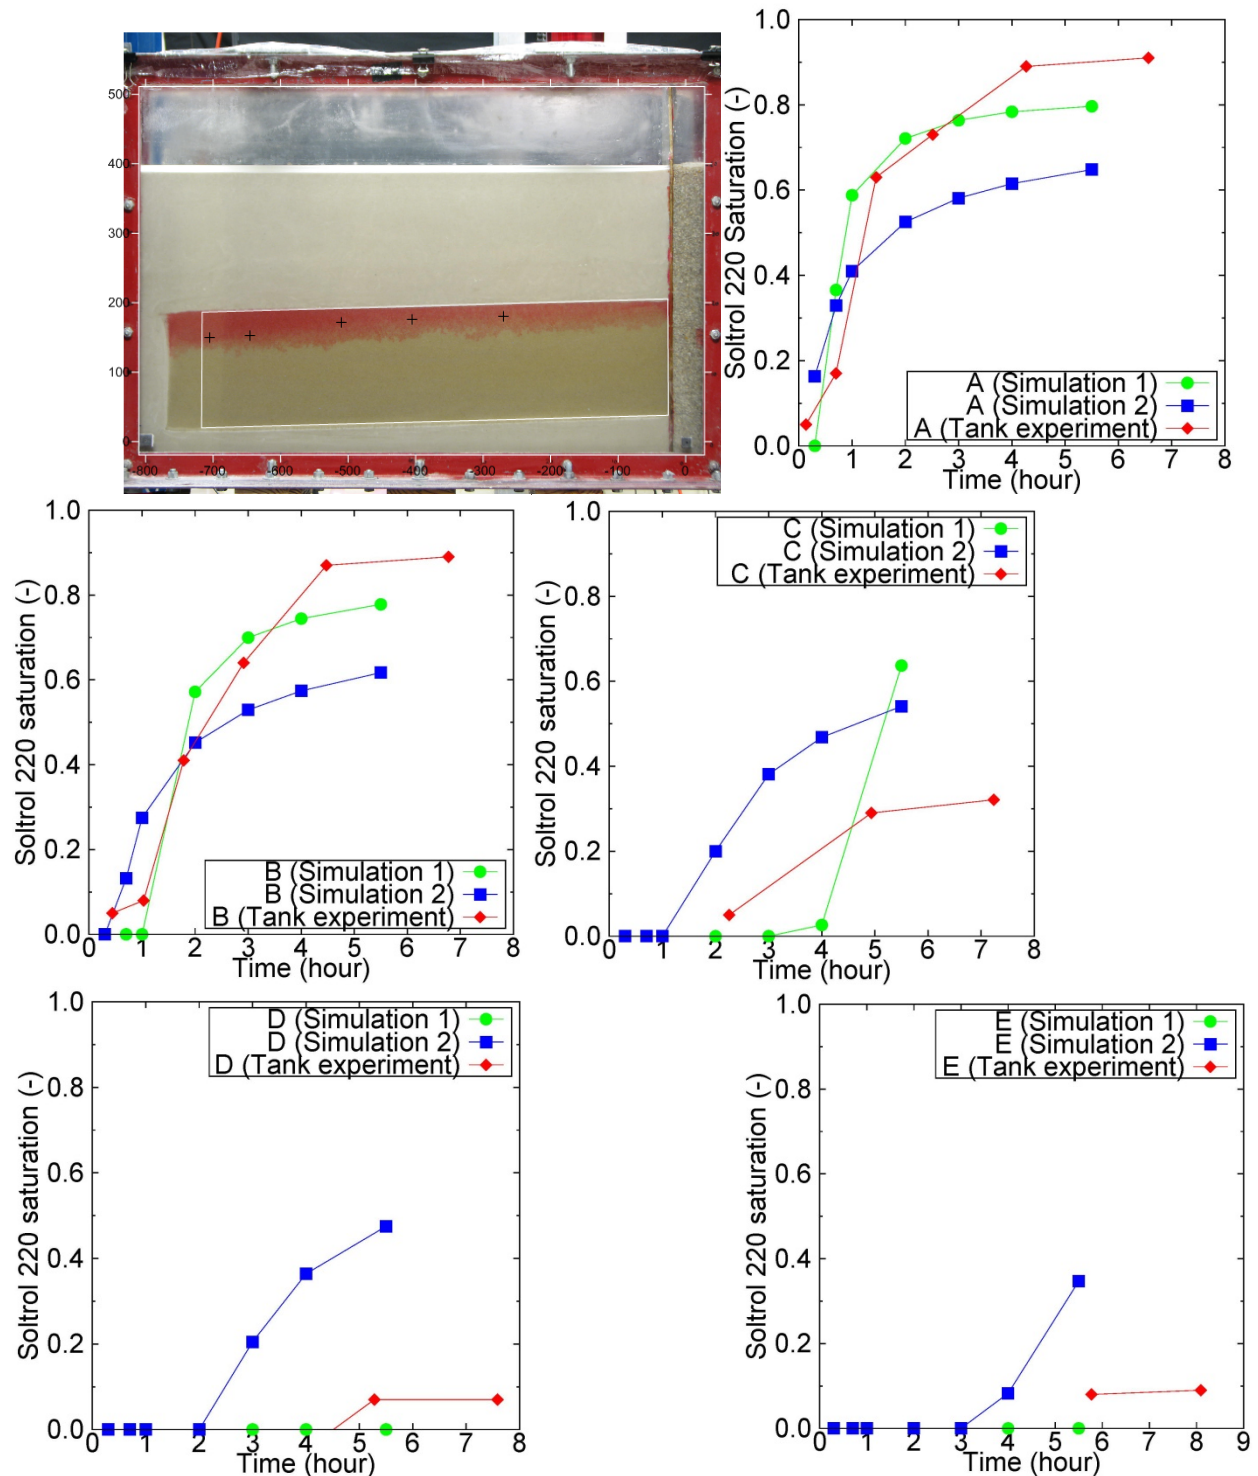 500
400
300
200
100
0
-800 -700 -600 -500 -400 -300 -200 -100 0
Soltrol 220 Saturation (-)
1.0
0.8
0.6
0.4
0.2
0.0
A (Simulation 1)
A (Simulation 2)
A (Tank experiment)
0 1 2 3 4 5 6 7 8
Time (hour)
Soltrol 220 saturation (-)
1.0
0.8
0.6
0.4
0.2
0.0
B (Simulation 1)
B (Simulation 2)
B (Tank experiment)
0 1 2 3 4 5 6 7 8
Time (hour)
Soltrol 220 saturation (-)
1.0
0.8
0.6
0.4
0.2
0.0
C (Simulation 1)
C (Simulation 2)
C (Tank experiment)
0 1 2 3 4 5 6 7 8
Time (hour)
Soltrol 220 saturation (-)
1.0
0.8
0.6
0.4
0.2
0.0
D (Simulation 1)
D (Simulation 2)
D (Tank experiment)
0 1 2 3 4 5 6 7 8
Time (hour)
Soltrol 220 saturation (-)
1.0
0.8
0.6
0.4
0.2
0.0
E (Simulation 1)
E (Simulation 2)
E (Tank experiment)
0 1 2 3 4 5 6 7 8 9
Time (hour)